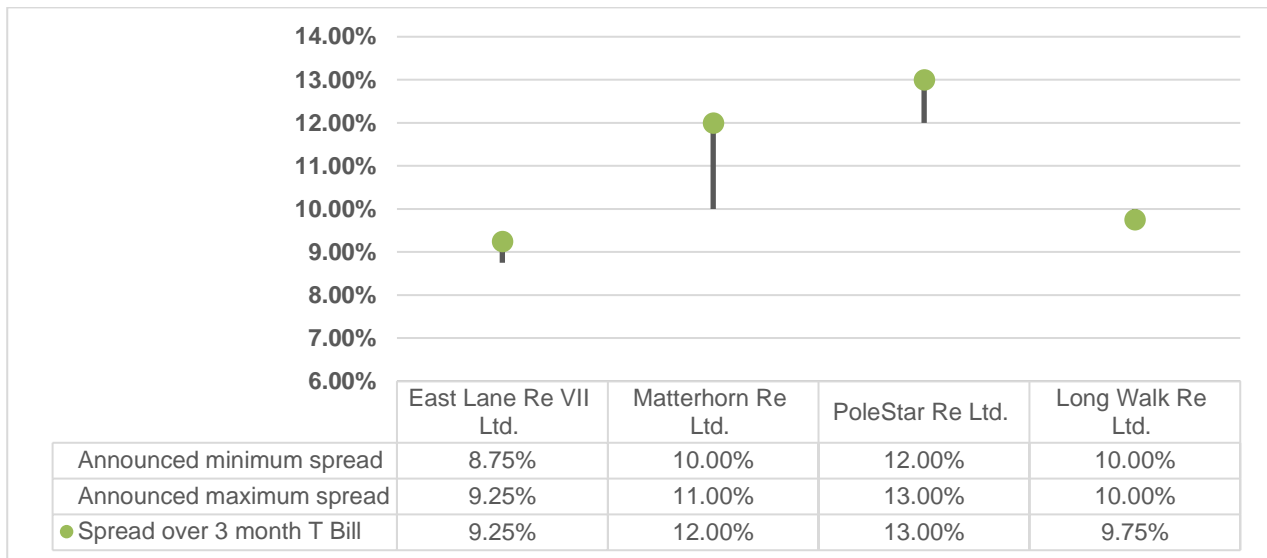 14.00%
13.00%
12.00%
11.00%
10.00%
9.00%
8.00%
7.00%
6.00%
East Lane Re VII Ltd.
Matterhorn Re Ltd.
PoleStar Re Ltd.
Long Walk Re Ltd.
Announced minimum spread 8.75% 10.00% 12.00% 10.00%
Announced maximum spread 9.25% 11.00% 13.00% 10.00%
Spread over 3 month T Bill 9.25% 12.00% 13.00% 9.75%